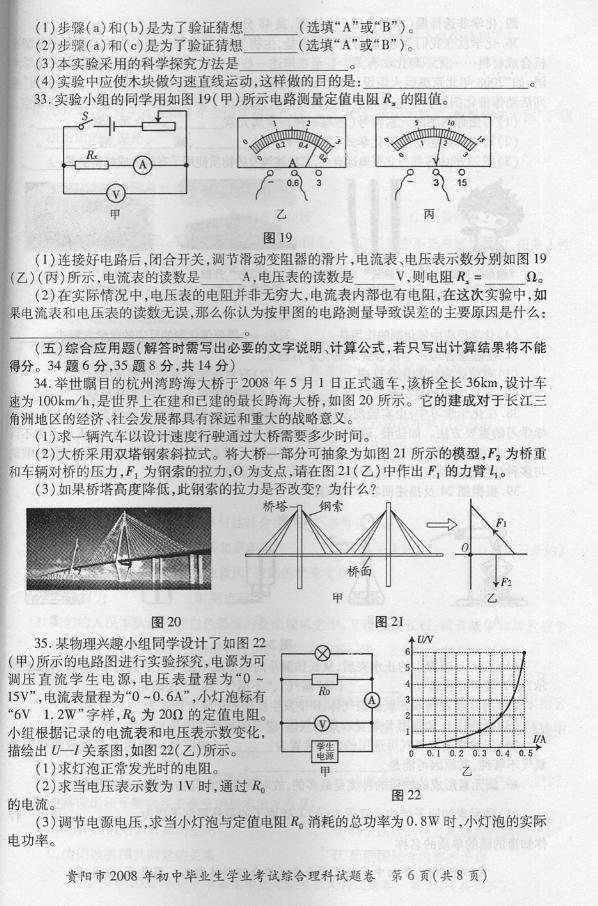 (1)步骤(a)和(b)是为了验证猜想______(选填“A”或“B”)。
(2)步骤(a)和(c)是为了验证猜想______(选填“A”或“B”)。
(3)本实验采用的科学探究方法是______。
(4)实验中应使木块做匀速直线运动,这样做的目的是:______。
33.实验小组的同学用如图19(甲)所示电路测量定值电阻Rx的阻值。
S
Rx
A
V
甲
0 1 2 3
0 0.2 0.4 0.6
A
- 0.6 3
乙
0 5 10 15
0 1 2 3
V
- 3 15
丙
图19
(1)连接好电路后,闭合开关,调节滑动变阻器的滑片,电流表、电压表示数分别如图19
(乙)(丙)所示,电流表的读数是______A,电压表的读数是______V,则电阻Rx=______Ω。
(2)在实际情况中,电压表的电阻并非无穷大,电流表内部也有电阻,在这次实验中,如
果电流表和电压表的读数无误,那么你认为按甲图的电路测量导致误差的主要原因是什么:
______。
(五)综合应用题(解答时需写出必要的文字说明、计算公式,若只写出计算结果将不能
得分。34题6分,35题8分,共14分)
34.举世瞩目的杭州湾跨海大桥于2008年5月1日正式通车,该桥全长36km,设计车
速为100km/h,是世界上在建和已建的最长跨海大桥,如图20所示。它的建成对于长江三
角洲地区的经济、社会发展都具有深远和重大的战略意义。
(1)求一辆汽车以设计速度行驶通过大桥需要多少时间。
(2)大桥采用双塔钢索斜拉式。将大桥一部分可抽象为如图21所示的模型,F2为桥重
和车辆对桥的压力,F1为钢索的拉力,O为支点,请在图21(乙)中作出F1的力臂l1。
(3)如果桥塔高度降低,此钢索的拉力是否改变?为什么?
桥塔
钢索
桥面
甲
F1
O
F2
乙
图20
图21
35.某物理兴趣小组同学设计了如图22
(甲)所示的电路图进行实验探究,电源为可
调压直流学生电源,电压表量程为“0~
15V”,电流表量程为“0~0.6A”,小灯泡标有
“6V 1.2W”字样,R0为20Ω的定值电阻。
小组根据记录的电流表和电压表示数变化,
描绘出U—I关系图,如图22(乙)所示。
(1)求灯泡正常发光时的电阻。
(2)求当电压表示数为1V时,通过R0
的电流。
R0
A
V
学生
电源
甲
U/V
6
5
4
3
2
1
0 0.1 0.2 0.3 0.4 0.5
I/A
乙
图22
(3)调节电源电压,求当小灯泡与定值电阻R0消耗的总功率为0.8W时,小灯泡的实际
电功率。
贵阳市2008年初中毕业生学业考试综合理科试题卷 第6页(共8页)